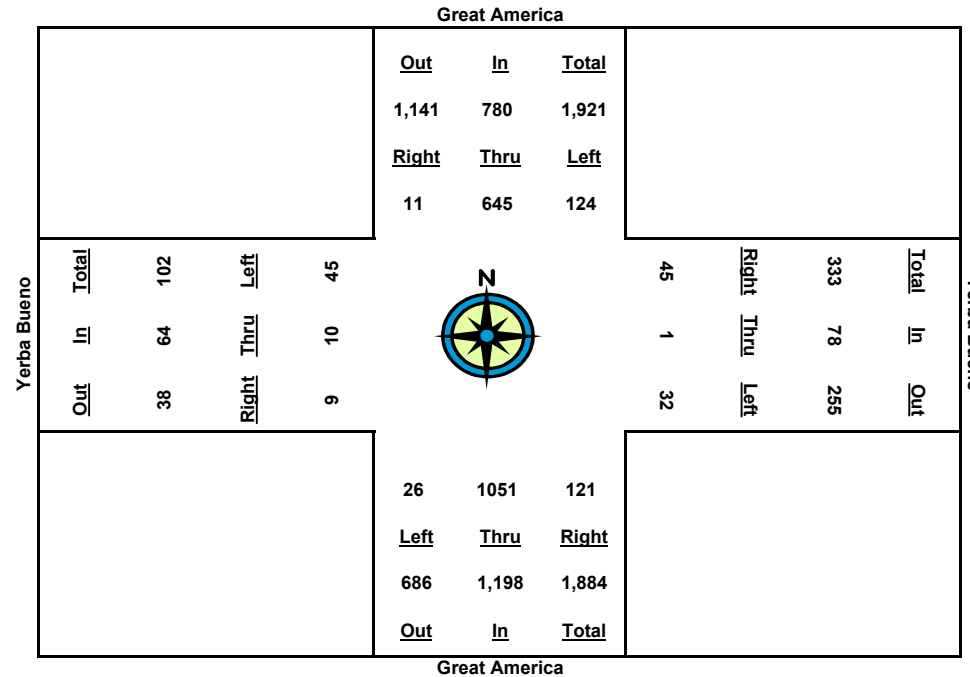 Great America
Out In Total
1,141 780 1,921
Right Thru Left
11 645 124
Yerba Bueno
Total 102 Left 45
In 64 Thru 10
Out 38 Right 9
N
45 Right 333 Total
1 Thru 78 In
32 Left 255 Out
Yerba Bueno
26 1051 121
Left Thru Right
686 1,198 1,884
Out In Total
Great America